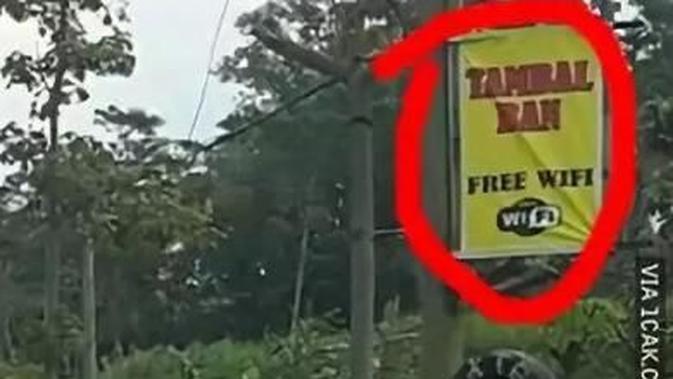 TAMBAL
BAN
FREE WIFI
WiFi
VIA 1CAK.C